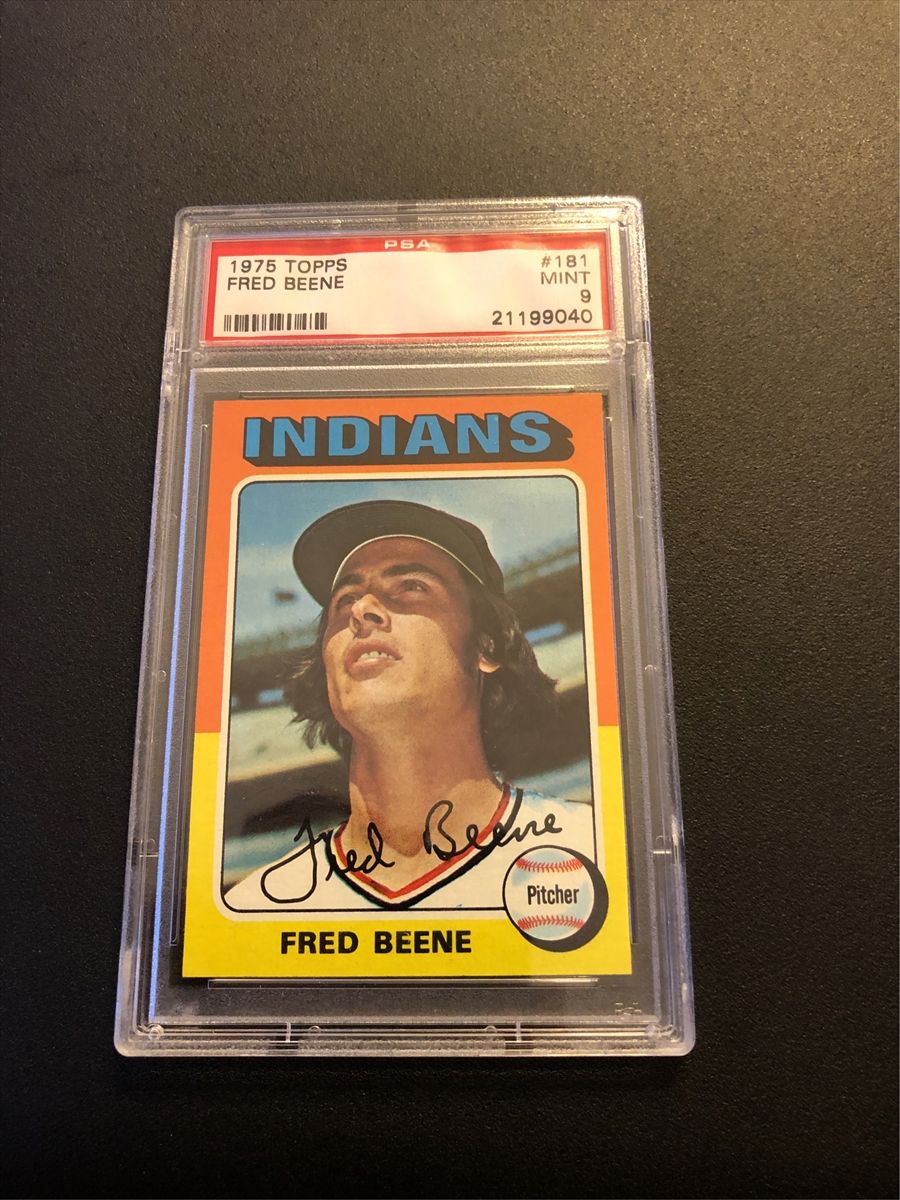 PSA
1975 TOPPS #181
FRED BEENE MINT
9
21199040
INDIANS
Fred Beene
Pitcher
FRED BEENE